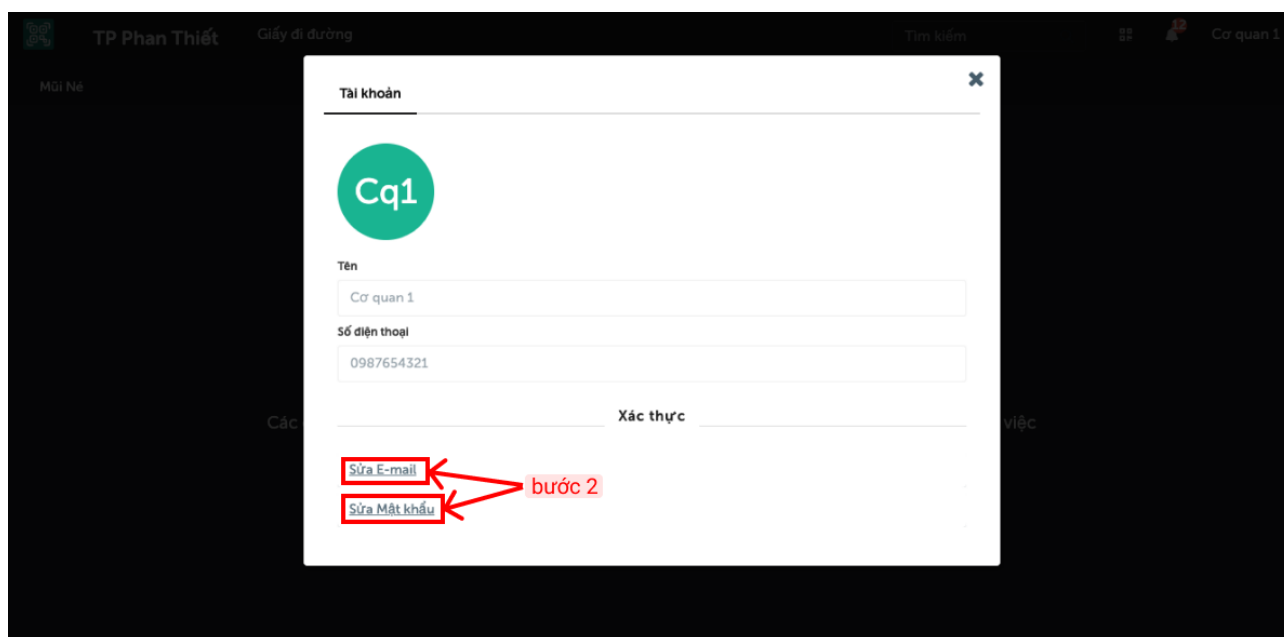 TP Phan Thiết Giấy đi đường Tìm kiếm 12 Cơ quan 1
Mũi Né
Tài khoản
Cq1
Tên
Cơ quan 1
Số điện thoại
0987654321
Xác thực
Các việc
Sửa E-mail
bước 2
Sửa Mật khẩu